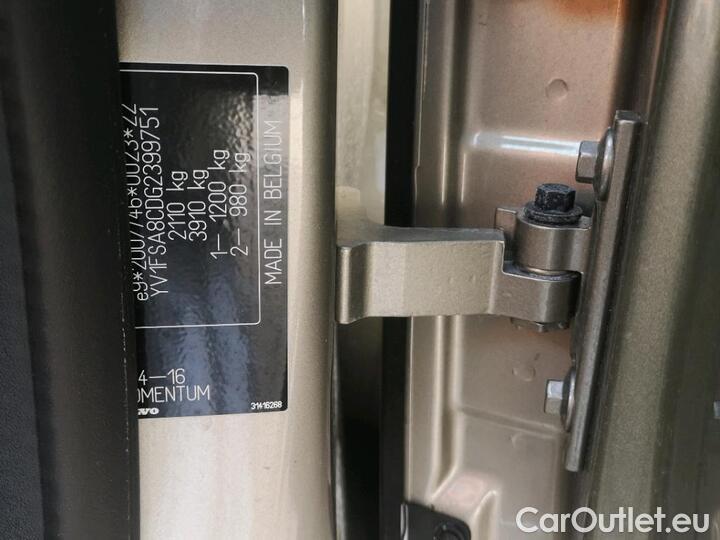 e9*2007/46*0023*22
YV1FSA8CDG2399751
2110 kg
3910 kg
1– 1200 kg
2– 980 kg
MADE IN BELGIUM
4–16
OMENTUM
31416268
CarOutlet.eu